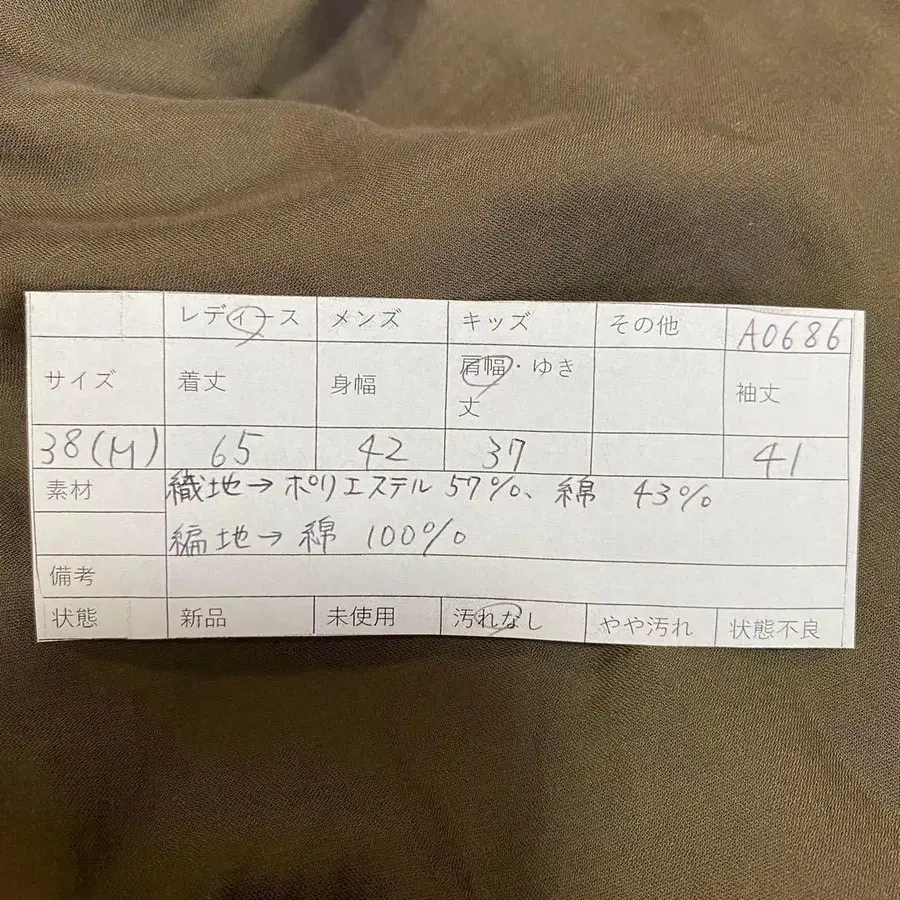 レディース メンズ キッズ その他 A0686
サイズ 着丈 身幅 肩幅・ゆき丈 袖丈
38(M) 65 42 37 41
素材 織地→ポリエステル 57%、綿 43%
編地→綿 100%
備考
状態 新品 未使用 汚れなし やや汚れ 状態不良